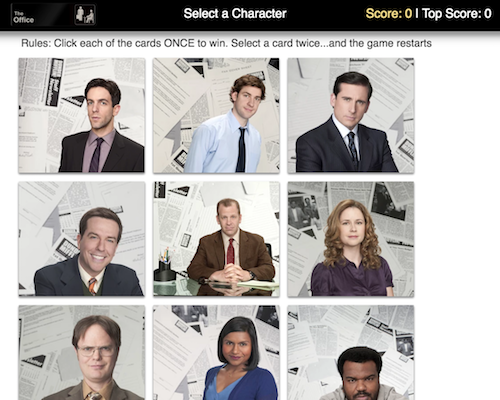 The
Office
Select a Character
Score: 0 | Top Score: 0
Rules: Click each of the cards ONCE to win. Select a card twice...and the game restarts